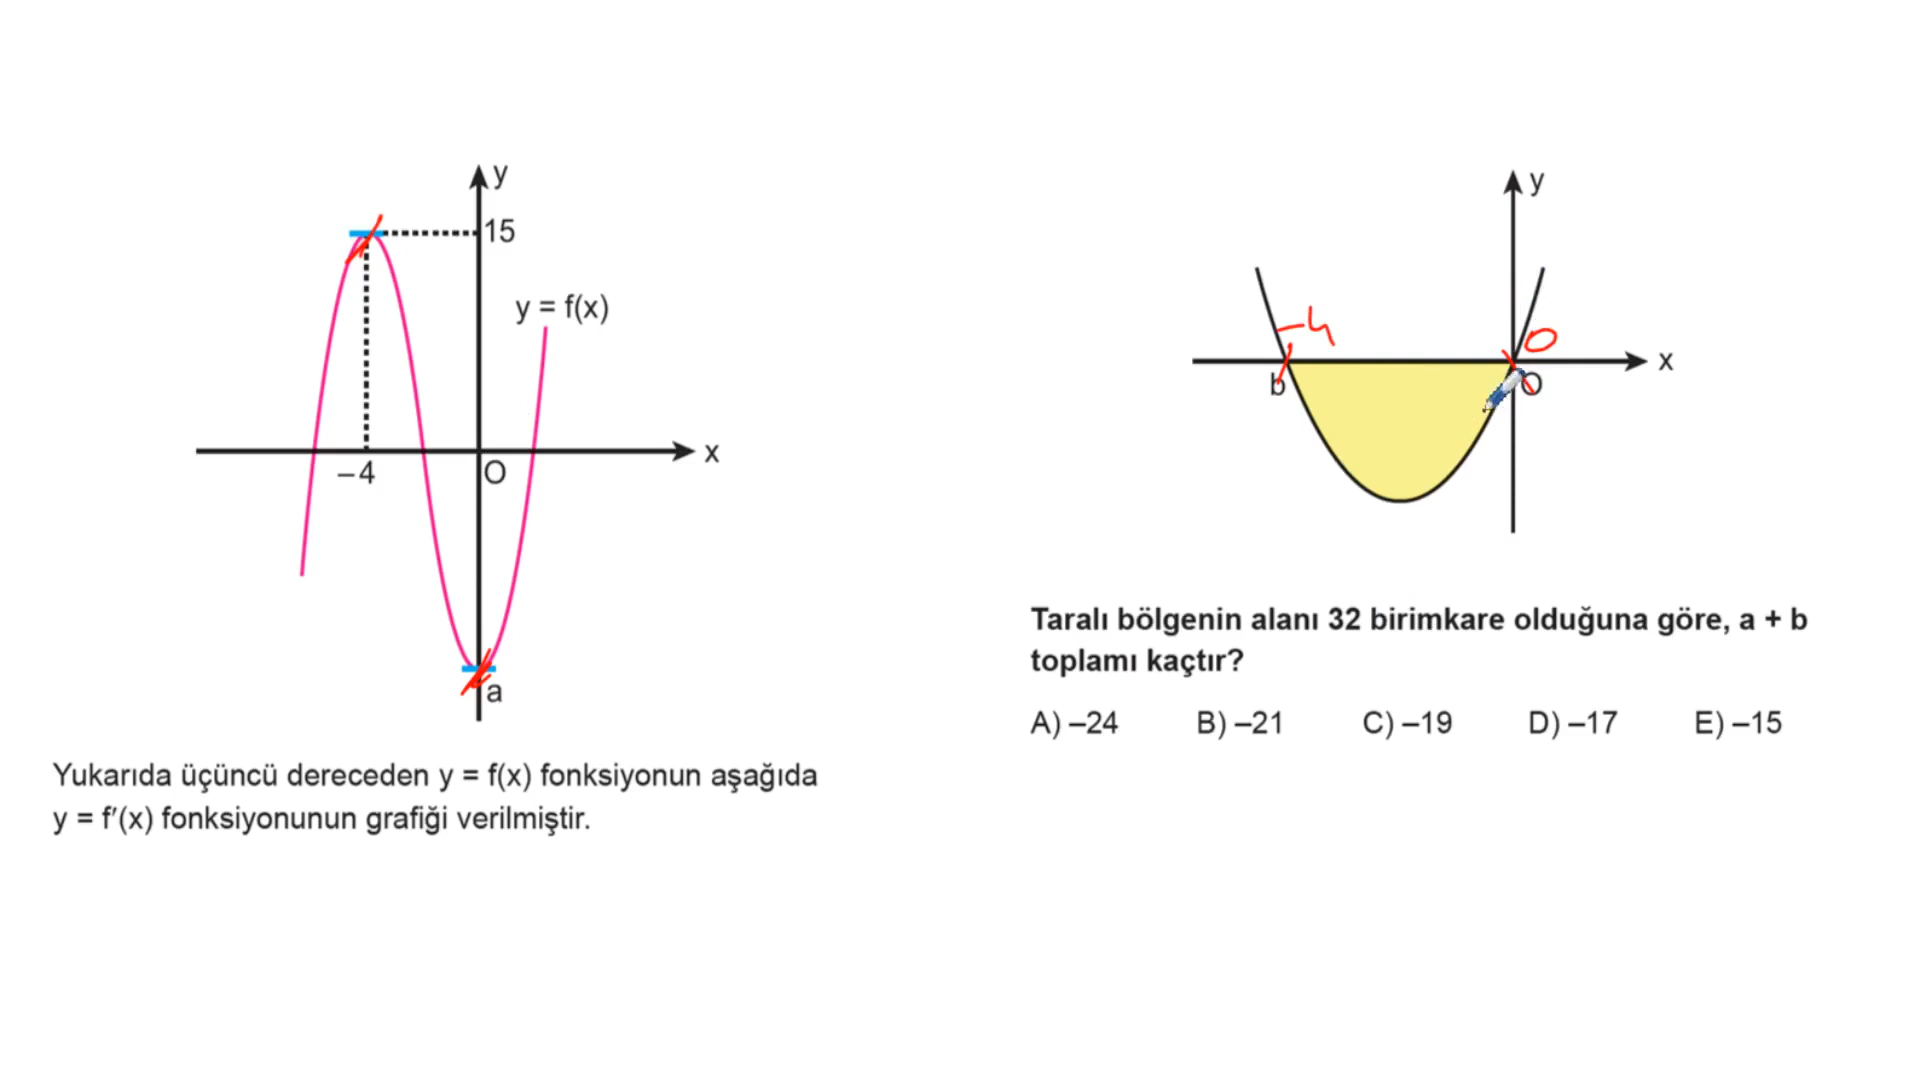 y
15
y = f(x)
x
–4
O
a
Yukarıda üçüncü dereceden y = f(x) fonksiyonun aşağıda
y = f′(x) fonksiyonunun grafiği verilmiştir.
y
–4
0
x
b
O
Taralı bölgenin alanı 32 birimkare olduğuna göre, a + b
toplamı kaçtır?
A) –24 B) –21 C) –19 D) –17 E) –15